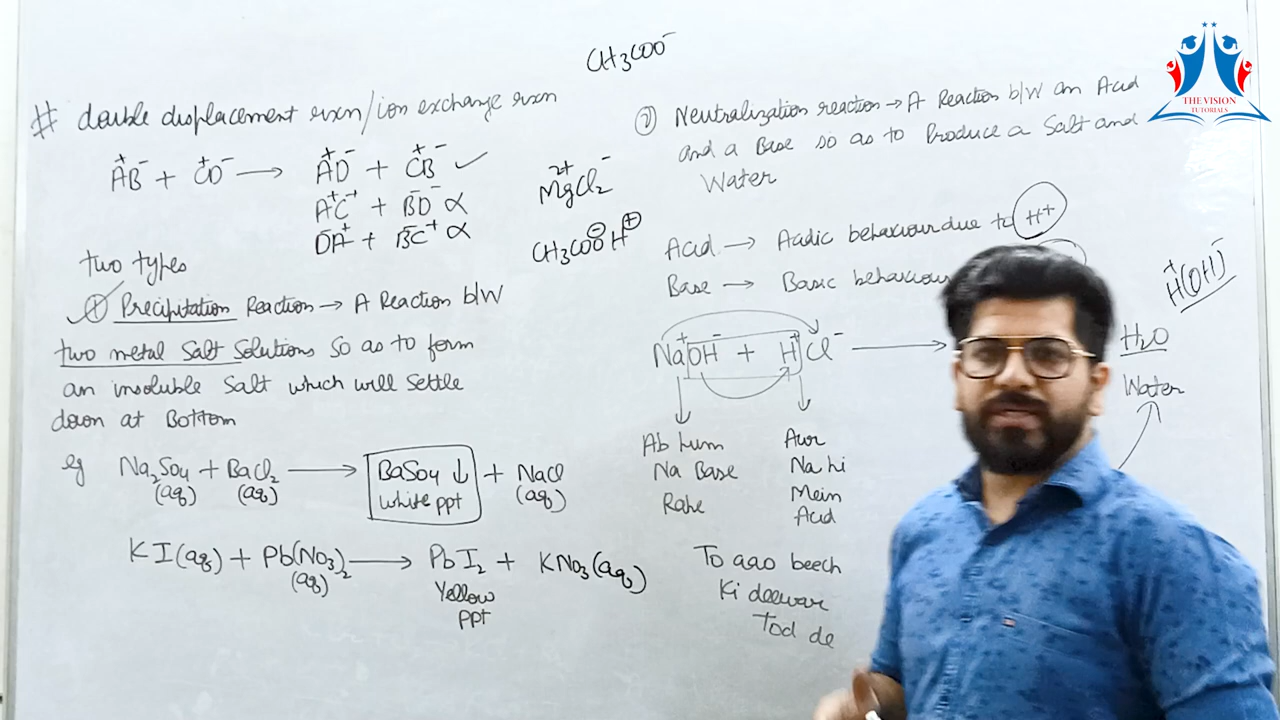 CH3COO⁻
# double displacement rxn/ion exchange rxn
A⁺B⁻ + C⁺D⁻ → A⁺D⁻ + C⁺B⁻ ✓
A⁺C⁺ + B⁻D⁻ ∝
D⁻A⁺ + B⁻C⁺ ∝
Mg²⁺Cl2⁻
CH3COO⊖ H⊕
two types
① Precipitation Reaction → A Reaction b/w
two metal Salt Solutions so as to form
an insoluble Salt which will settle
down at Bottom
eg Na2SO4 (aq) + BaCl2 (aq) → BaSO4 ↓ + NaCl (aq)
white ppt
KI(aq) + Pb(NO3)2 (aq) → PbI2 + KNO3(aq)
Yellow
ppt
② Neutralization reaction → A Reaction b/w an Acid
and a Base so as to Produce a Salt and
Water
Acid → Acidic behaviour due to H⁺
Base → Basic behaviour
Na⁺OH⁻ + H⁺Cl⁻ → H2O
Water
H⁺(OH)⁻
Ab hum
Na Base
Rahe
Aur
Na hi
Mein
Acid
To aao beech
Ki deewar
Tod de
THE VISION
TUTORIALS